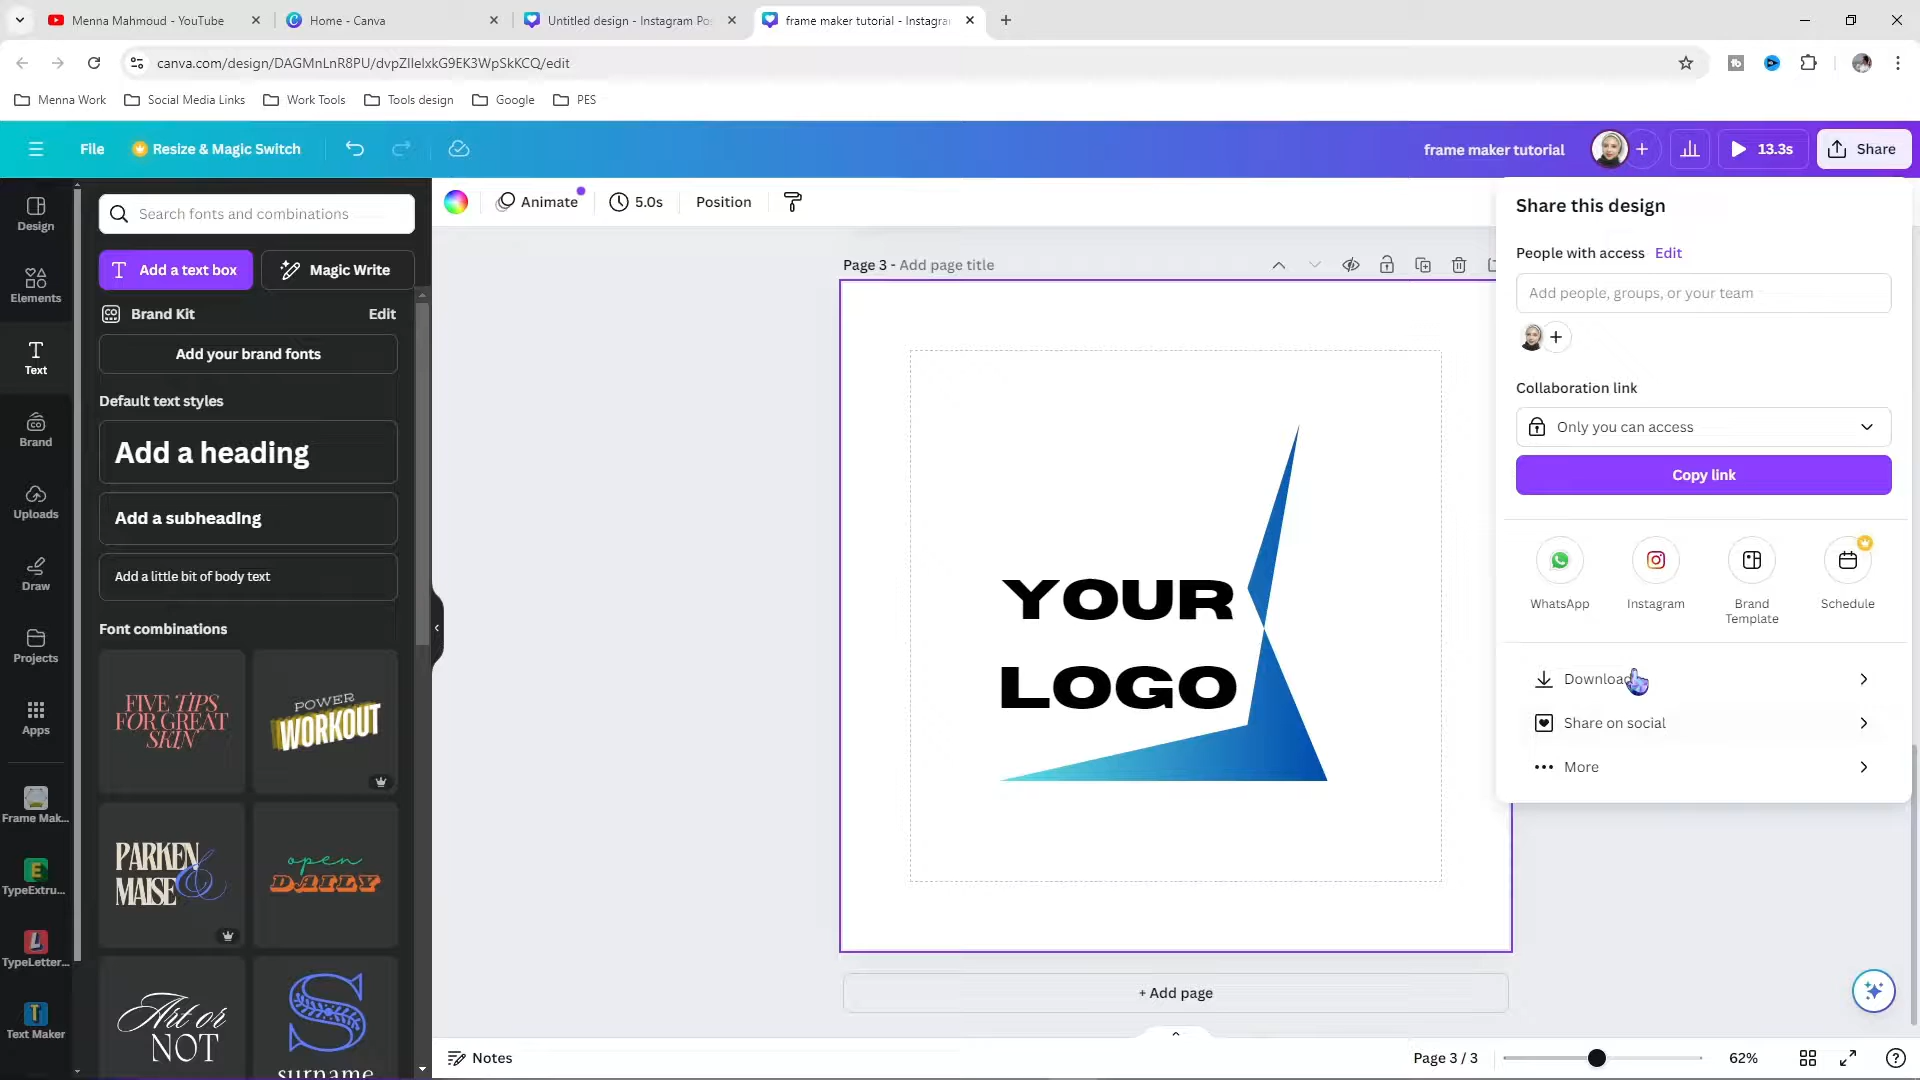 Menna Mahmoud - YouTube
Home - Canva
Untitled design - Instagram Pos
frame maker tutorial - Instagra
canva.com/design/DAGMnLnR8PU/dvpZIlelxkG9EK3WpSkKCQ/edit
Menna Work
Social Media Links
Work Tools
Tools design
Google
PES
File
Resize & Magic Switch
frame maker tutorial
13.3s
Share
Design
Elements
Text
Brand
Uploads
Draw
Projects
Apps
Frame Mak...
TypeExtru...
TypeLetter...
Text Maker
Search fonts and combinations
Add a text box
Magic Write
Brand Kit
Edit
Add your brand fonts
Default text styles
Add a heading
Add a subheading
Add a little bit of body text
Font combinations
FIVE TIPS
FOR GREAT
SKIN
POWER
WORKOUT
PARKEN
& MAISE
open
DAILY
Art or
NOT
S
surname
Animate
5.0s
Position
Page 3 - Add page title
YOUR
LOGO
+ Add page
Notes
Page 3 / 3
62%
Share this design
People with access
Edit
Add people, groups, or your team
Collaboration link
Only you can access
Copy link
WhatsApp
Instagram
Brand
Template
Schedule
Download
Share on social
More